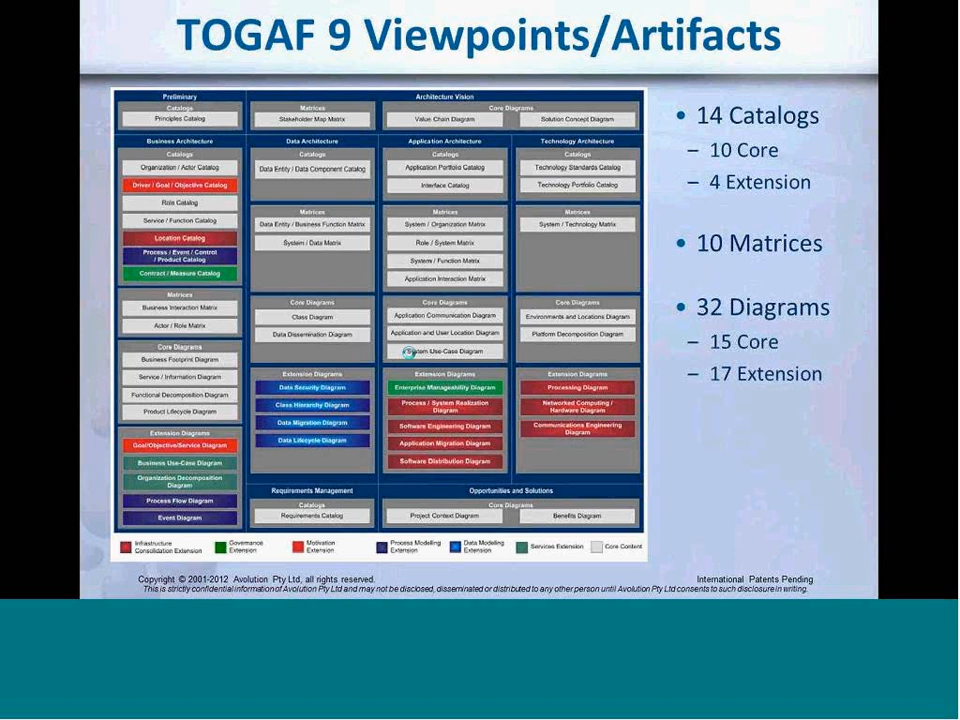 TOGAF 9 Viewpoints/Artifacts
Preliminary
Catalogs
Principles Catalog
Architecture Vision
Matrices
Stakeholder Map Matrix
Core Diagrams
Value Chain Diagram
Solution Concept Diagram
Business Architecture
Catalogs
Organization / Actor Catalog
Driver / Goal / Objective Catalog
Role Catalog
Service / Function Catalog
Location Catalog
Process / Event / Control
/ Product Catalog
Contract / Measure Catalog
Matrices
Business Interaction Matrix
Actor / Role Matrix
Core Diagrams
Business Footprint Diagram
Service / Information Diagram
Functional Decomposition Diagram
Product Lifecycle Diagram
Extension Diagrams
Goal/Objective/Service Diagram
Business Use-Case Diagram
Organization Decomposition
Diagram
Process Flow Diagram
Event Diagram
Data Architecture
Catalogs
Data Entity / Data Component Catalog
Matrices
Data Entity / Business Function Matrix
System / Data Matrix
Core Diagrams
Class Diagram
Data Dissemination Diagram
Extension Diagrams
Data Security Diagram
Class Hierarchy Diagram
Data Migration Diagram
Data Lifecycle Diagram
Application Architecture
Catalogs
Application Portfolio Catalog
Interface Catalog
Matrices
System / Organization Matrix
Role / System Matrix
System / Function Matrix
Application Interaction Matrix
Core Diagrams
Application Communication Diagram
Application and User Location Diagram
System Use-Case Diagram
Extension Diagrams
Enterprise Manageability Diagram
Process / System Realization
Diagram
Software Engineering Diagram
Application Migration Diagram
Software Distribution Diagram
Technology Architecture
Catalogs
Technology Standards Catalog
Technology Portfolio Catalog
Matrices
System / Technology Matrix
Core Diagrams
Environments and Locations Diagram
Platform Decomposition Diagram
Extension Diagrams
Processing Diagram
Networked Computing /
Hardware Diagram
Communications Engineering
Diagram
Requirements Management
Catalogs
Requirements Catalog
Opportunities and Solutions
Core Diagrams
Project Context Diagram
Benefits Diagram
Infrastructure
Consolidation Extension
Governance
Extension
Motivation
Extension
Process Modeling
Extension
Data Modeling
Extension
Services Extension
Core Content
• 14 Catalogs
– 10 Core
– 4 Extension
• 10 Matrices
• 32 Diagrams
– 15 Core
– 17 Extension
Copyright © 2001-2012 Avolution Pty Ltd, all rights reserved.
International Patents Pending
This is strictly confidential information of Avolution Pty Ltd and may not be disclosed, disseminated or distributed to any other person until Avolution Pty Ltd consents to such disclosure in writing.